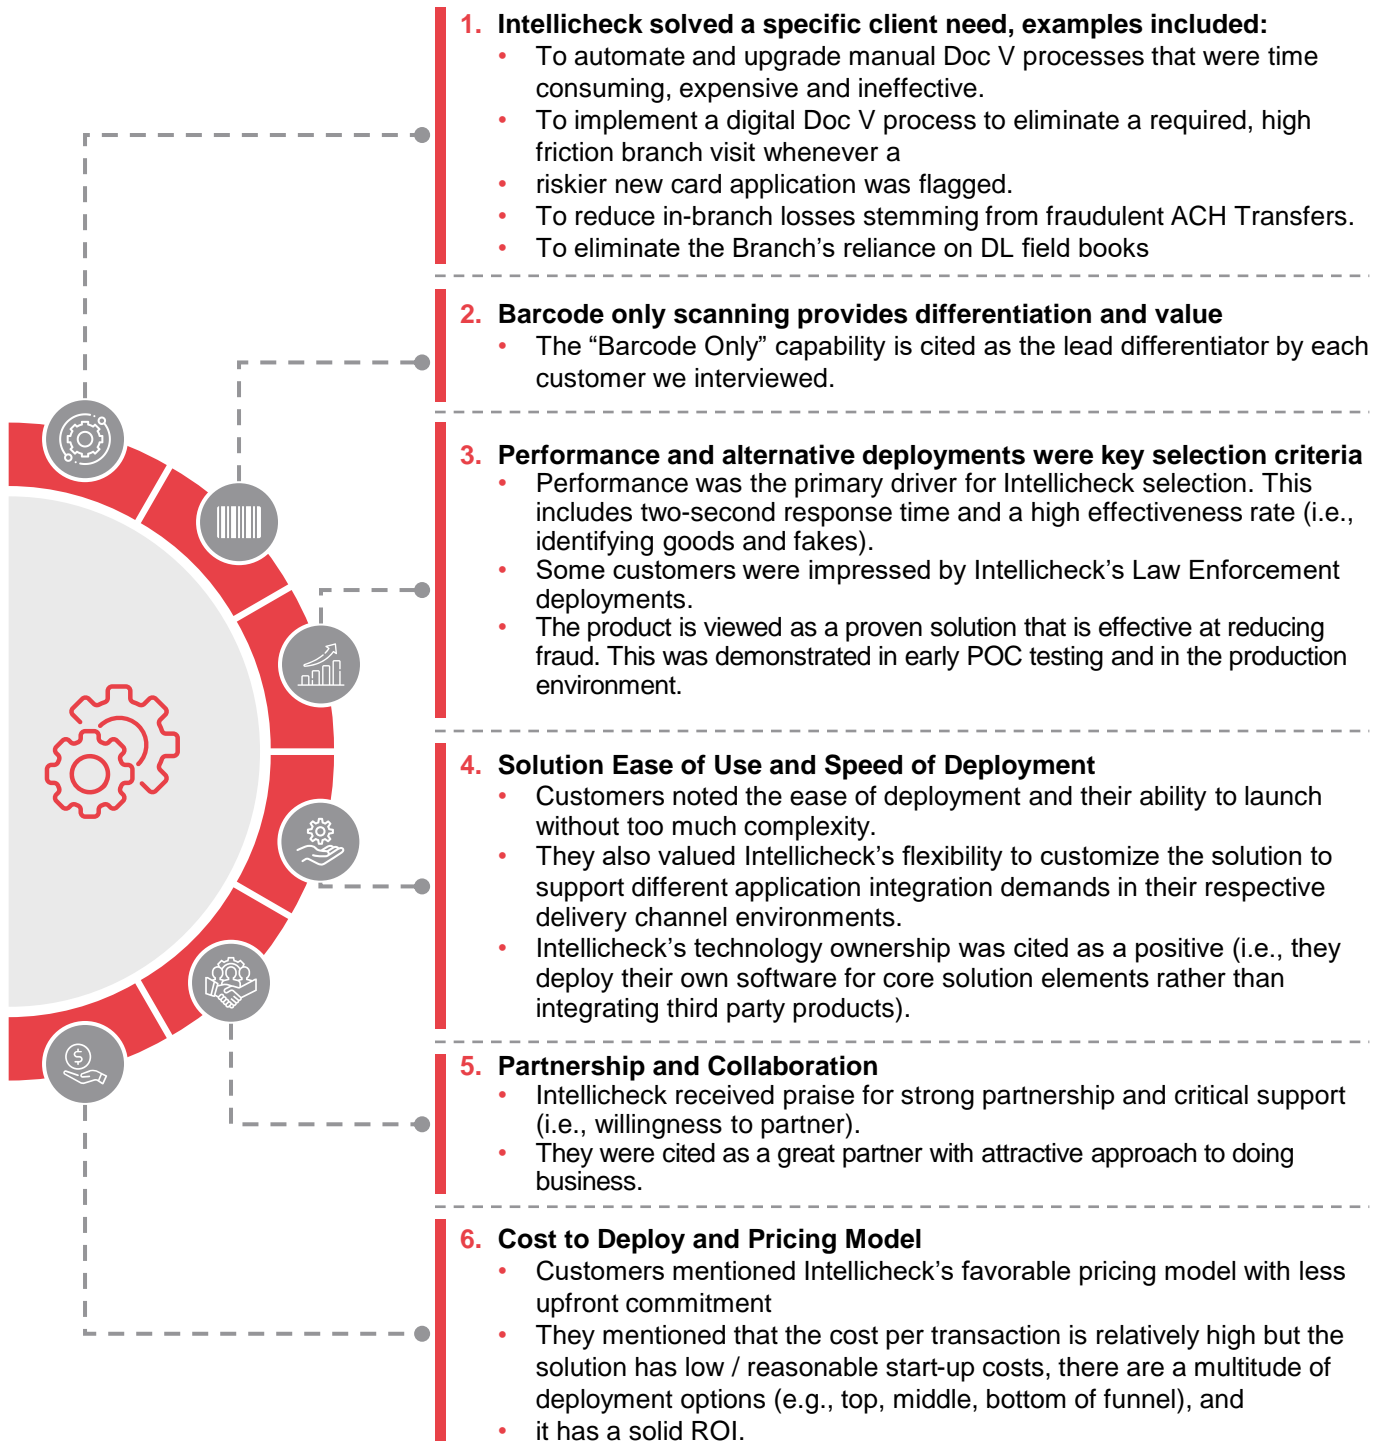 1. Intellicheck solved a specific client need, examples included:
• To automate and upgrade manual Doc V processes that were time
consuming, expensive and ineffective.
• To implement a digital Doc V process to eliminate a required, high
friction branch visit whenever a
• riskier new card application was flagged.
• To reduce in-branch losses stemming from fraudulent ACH Transfers.
• To eliminate the Branch’s reliance on DL field books
2. Barcode only scanning provides differentiation and value
• The “Barcode Only” capability is cited as the lead differentiator by each
customer we interviewed.
3. Performance and alternative deployments were key selection criteria
• Performance was the primary driver for Intellicheck selection. This
includes two-second response time and a high effectiveness rate (i.e.,
identifying goods and fakes).
• Some customers were impressed by Intellicheck’s Law Enforcement
deployments.
• The product is viewed as a proven solution that is effective at reducing
fraud. This was demonstrated in early POC testing and in the production
environment.
4. Solution Ease of Use and Speed of Deployment
• Customers noted the ease of deployment and their ability to launch
without too much complexity.
• They also valued Intellicheck’s flexibility to customize the solution to
support different application integration demands in their respective
delivery channel environments.
• Intellicheck’s technology ownership was cited as a positive (i.e., they
deploy their own software for core solution elements rather than
integrating third party products).
5. Partnership and Collaboration
• Intellicheck received praise for strong partnership and critical support
(i.e., willingness to partner).
• They were cited as a great partner with attractive approach to doing
business.
6. Cost to Deploy and Pricing Model
• Customers mentioned Intellicheck’s favorable pricing model with less
upfront commitment
• They mentioned that the cost per transaction is relatively high but the
solution has low / reasonable start-up costs, there are a multitude of
deployment options (e.g., top, middle, bottom of funnel), and
• it has a solid ROI.
$